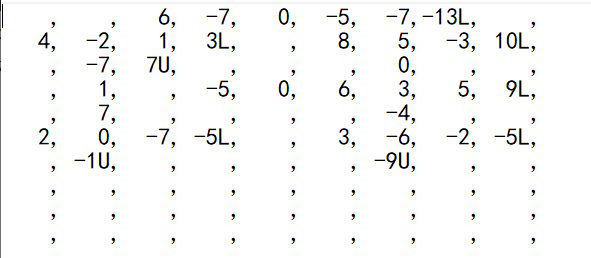 , , 6, -7, 0, -5, -7,-13L, ,
4, -2, 1, 3L, , 8, 5, -3, 10L,
, -7, 7U, , , , 0, , ,
, 1, , -5, 0, 6, 3, 5, 9L,
, 7, , , , , -4, , ,
2, 0, -7, -5L, , 3, -6, -2, -5L,
, -1U, , , , , -9U, , ,
, , , , , , , , ,
, , , , , , , , ,
, , , , , , , , ,